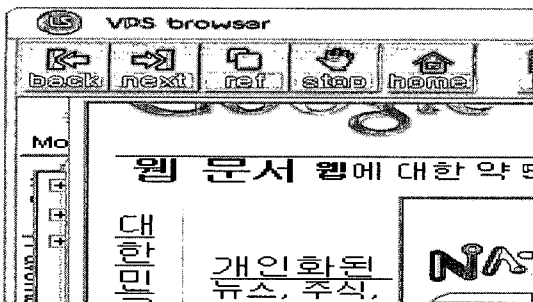 VPS browser
back next ref stop home
Mo
웹 문서 웹에 대한 약
대
한
민
개인화된
뉴스, 주식,